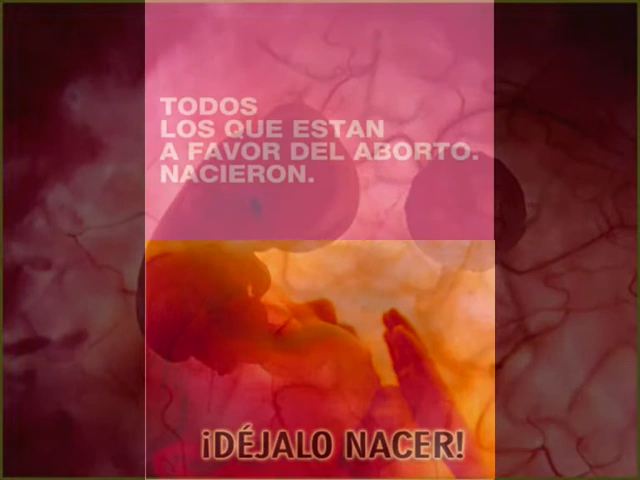 TODOS
LOS QUE ESTAN
A FAVOR DEL ABORTO.
NACIERON.
¡DÉJALO NACER!